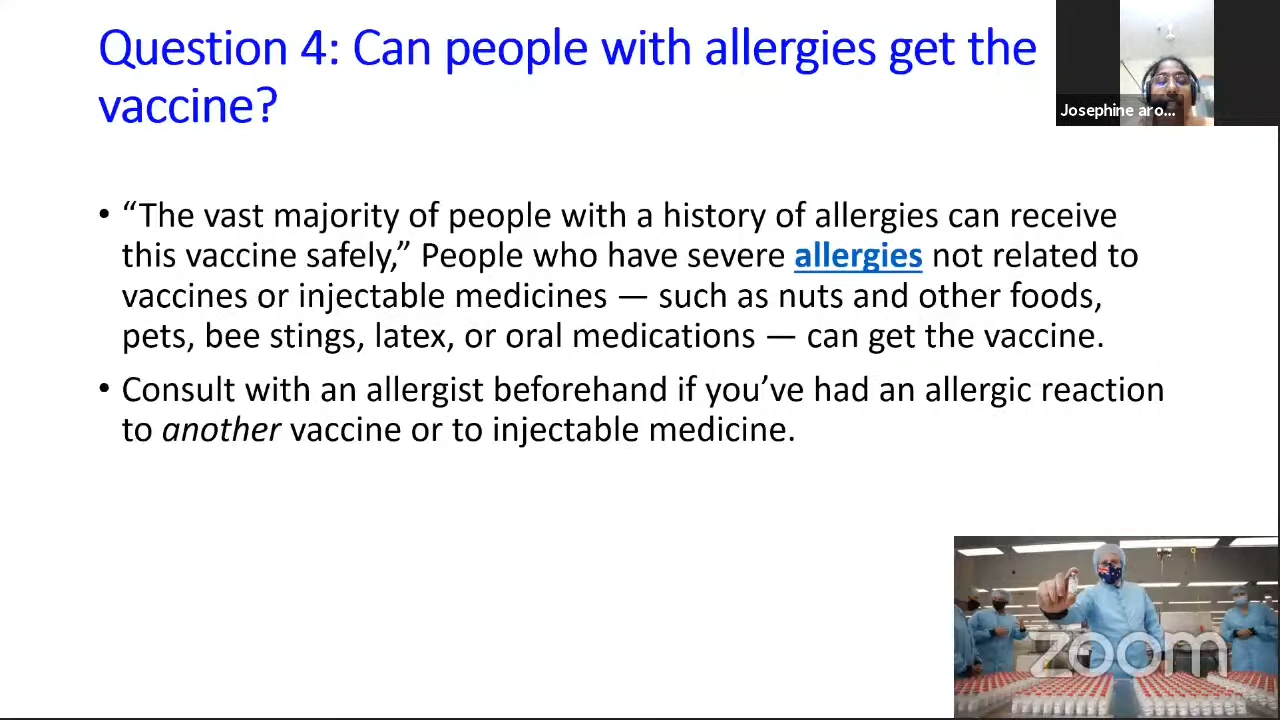 Question 4: Can people with allergies get the
vaccine?
Josephine aro...
• “The vast majority of people with a history of allergies can receive
this vaccine safely,” People who have severe allergies not related to
vaccines or injectable medicines — such as nuts and other foods,
pets, bee stings, latex, or oral medications — can get the vaccine.
• Consult with an allergist beforehand if you’ve had an allergic reaction
to another vaccine or to injectable medicine.
zoom